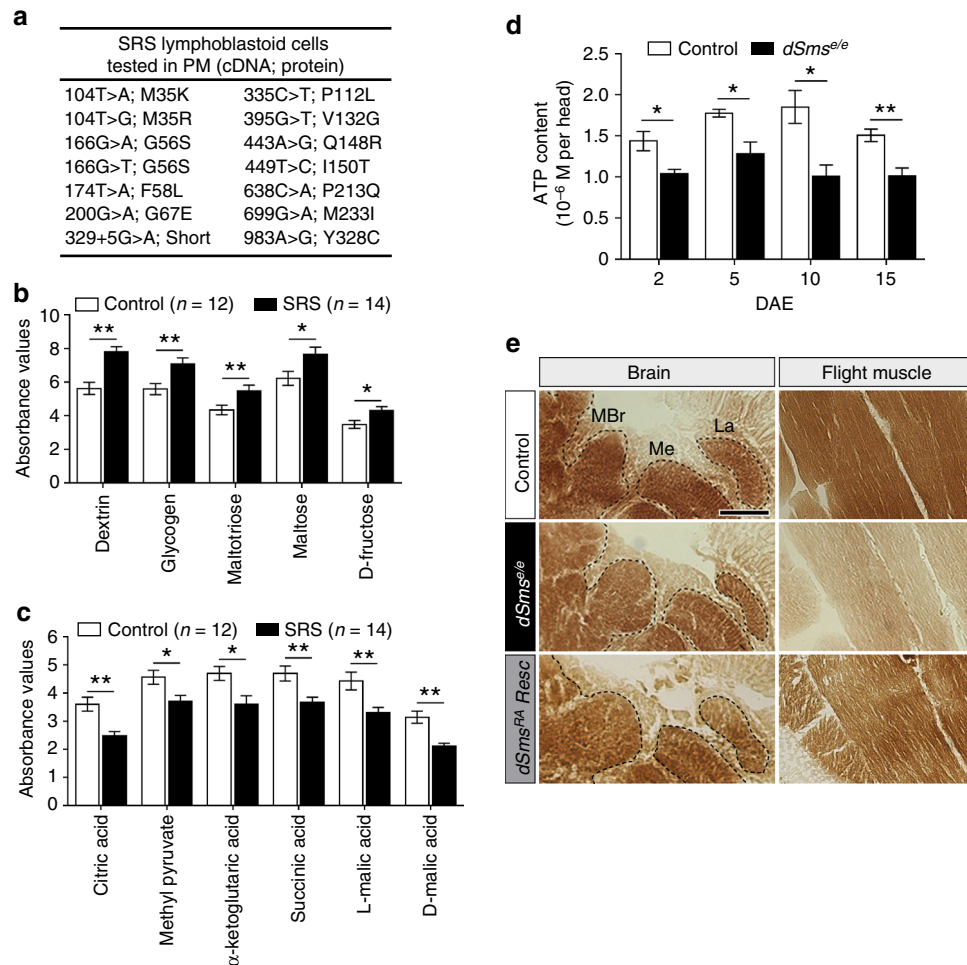 a
SRS lymphoblastoid cells
tested in PM (cDNA; protein)
104T>A; M35K 335C>T; P112L
104T>G; M35R 395G>T; V132G
166G>A; G56S 443A>G; Q148R
166G>T; G56S 449T>C; I150T
174T>A; F58L 638C>A; P213Q
200G>A; G67E 699G>A; M233I
329+5G>A; Short 983A>G; Y328C
b
Control (n = 12) SRS (n = 14)
Absorbance values
10
8
6
4
2
0
** ** ** * *
Dextrin
Glycogen
Maltotriose
Maltose
D-fructose
c
Control (n = 12) SRS (n = 14)
Absorbance values
6
5
4
3
2
1
0
** * * ** ** **
Citric acid
Methyl pyruvate
α-ketoglutaric acid
Succinic acid
L-malic acid
D-malic acid
d
Control dSms^e/e
ATP content
(10⁻⁶ M per head)
2.5
2.0
1.5
1.0
0.5
0
* * * **
2 5 10 15
DAE
e
Brain Flight muscle
Control
MBr
Me
La
dSms^e/e
dSms^RA Resc